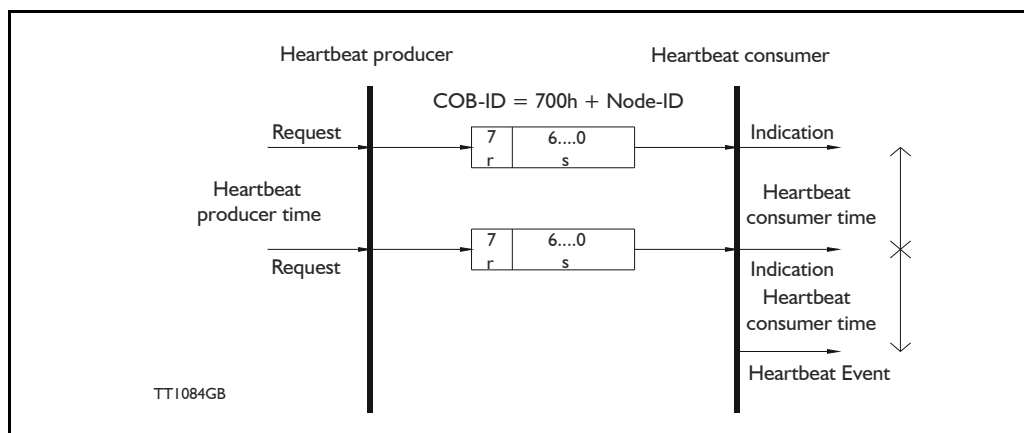 Heartbeat producer
Heartbeat consumer
COB-ID = 700h + Node-ID
Request
7
6....0
Indication
r
s
Heartbeat
producer time
Heartbeat
consumer time
7
6....0
r
s
Request
Indication
Heartbeat
consumer time
Heartbeat Event
TT1084GB